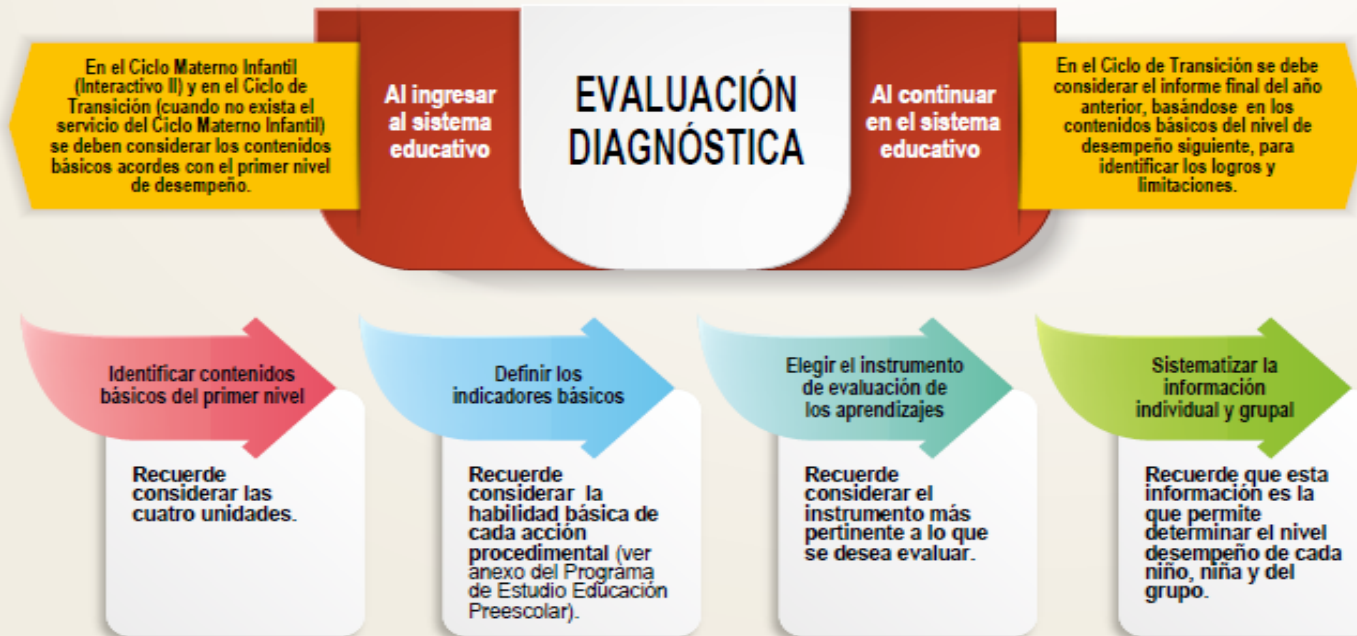 En el Ciclo Materno Infantil
(Interactivo II) y en el Ciclo de
Transición (cuando no exista el
servicio del Ciclo Materno Infantil)
se deben considerar los contenidos
básicos acordes con el primer nivel
de desempeño.
Al ingresar
al sistema
educativo
EVALUACIÓN
DIAGNÓSTICA
Al continuar
en el sistema
educativo
En el Ciclo de Transición se debe
considerar el informe final del año
anterior, basándose en los
contenidos básicos del nivel de
desempeño siguiente, para
identificar los logros y
limitaciones.
Identificar contenidos
básicos del primer nivel
Recuerde
considerar las
cuatro unidades.
Definir los
indicadores básicos
Recuerde
considerar la
habilidad básica de
cada acción
procedimental (ver
anexo del Programa
de Estudio Educación
Preescolar).
Elegir el instrumento
de evaluación de
los aprendizajes
Recuerde
considerar el
instrumento más
pertinente a lo que
se desea evaluar.
Sistematizar la
información
individual y grupal
Recuerde que esta
información es la
que permite
determinar el nivel
desempeño de cada
niño, niña y del
grupo.